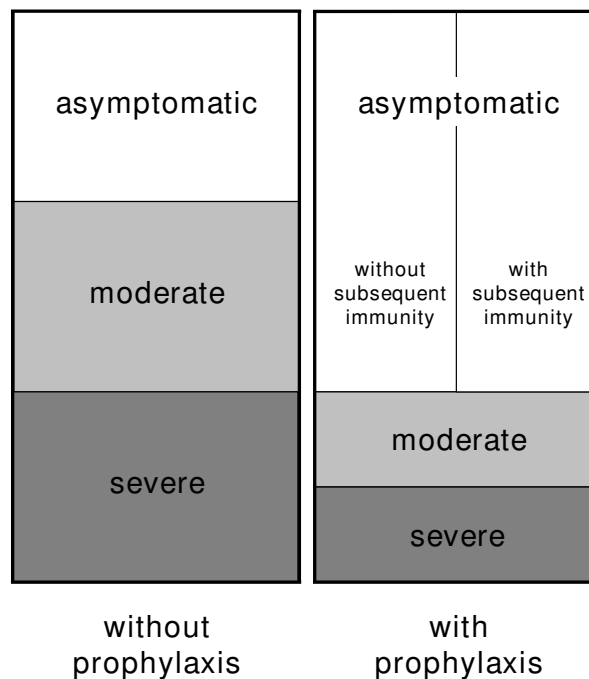 asymptomatic
moderate
severe
without
prophylaxis
asymptomatic
without
subsequent
immunity
with
subsequent
immunity
moderate
severe
with
prophylaxis